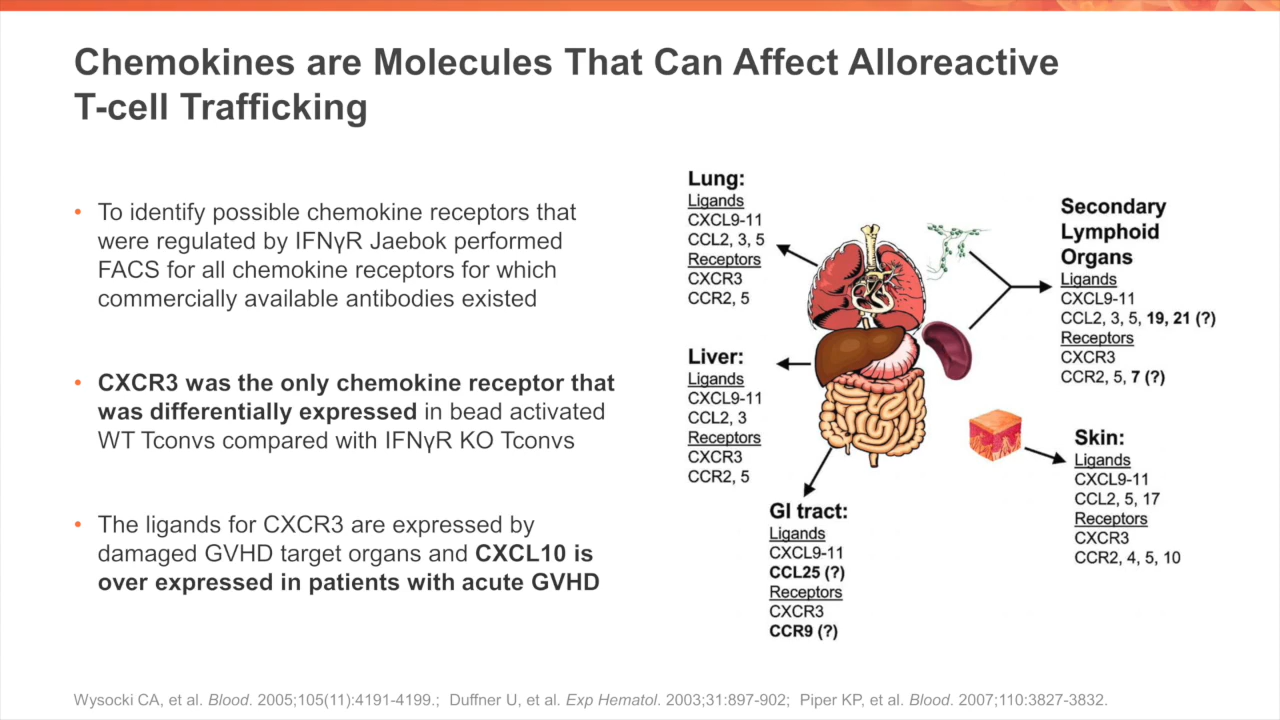 Chemokines are Molecules That Can Affect Alloreactive
T-cell Trafficking
• To identify possible chemokine receptors that
were regulated by IFNγR Jaebok performed
FACS for all chemokine receptors for which
commercially available antibodies existed
• CXCR3 was the only chemokine receptor that
was differentially expressed in bead activated
WT Tconvs compared with IFNγR KO Tconvs
• The ligands for CXCR3 are expressed by
damaged GVHD target organs and CXCL10 is
over expressed in patients with acute GVHD
Lung:
Ligands
CXCL9-11
CCL2, 3, 5
Receptors
CXCR3
CCR2, 5
Liver:
Ligands
CXCL9-11
CCL2, 3
Receptors
CXCR3
CCR2, 5
GI tract:
Ligands
CXCL9-11
CCL25 (?)
Receptors
CXCR3
CCR9 (?)
Secondary
Lymphoid
Organs
Ligands
CXCL9-11
CCL2, 3, 5, 19, 21 (?)
Receptors
CXCR3
CCR2, 5, 7 (?)
Skin:
Ligands
CXCL9-11
CCL2, 5, 17
Receptors
CXCR3
CCR2, 4, 5, 10
Wysocki CA, et al. Blood. 2005;105(11):4191-4199.; Duffner U, et al. Exp Hematol. 2003;31:897-902; Piper KP, et al. Blood. 2007;110:3827-3832.